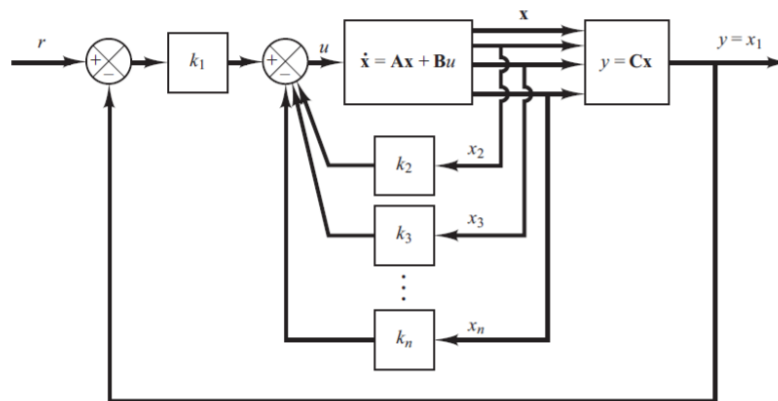 x
r
+
−
k₁
+
−
u
ẋ = Ax + Bu
y = Cx
y = x₁
k₂
x₂
k₃
x₃
⋮
kₙ
xₙ